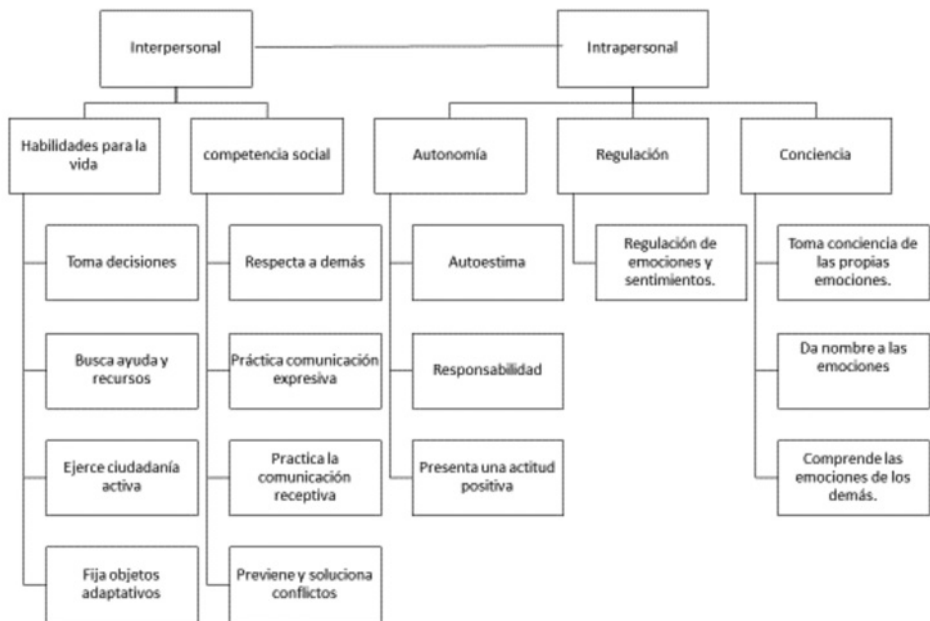 Interpersonal
Intrapersonal
Habilidades para la
vida
competencia social
Autonomía
Regulación
Conciencia
Toma decisiones
Respecta a demás
Autoestima
Regulación de
emociones y
sentimientos.
Toma conciencia de
las propias
emociones.
Busca ayuda y
recursos
Práctica comunicación
expresiva
Responsabilidad
Da nombre a las
emociones
Ejerce ciudadanía
activa
Practica la
comunicación
receptiva
Presenta una actitud
positiva
Comprende las
emociones de los
demás.
Fija objetos
adaptativos
Previene y soluciona
conflictos